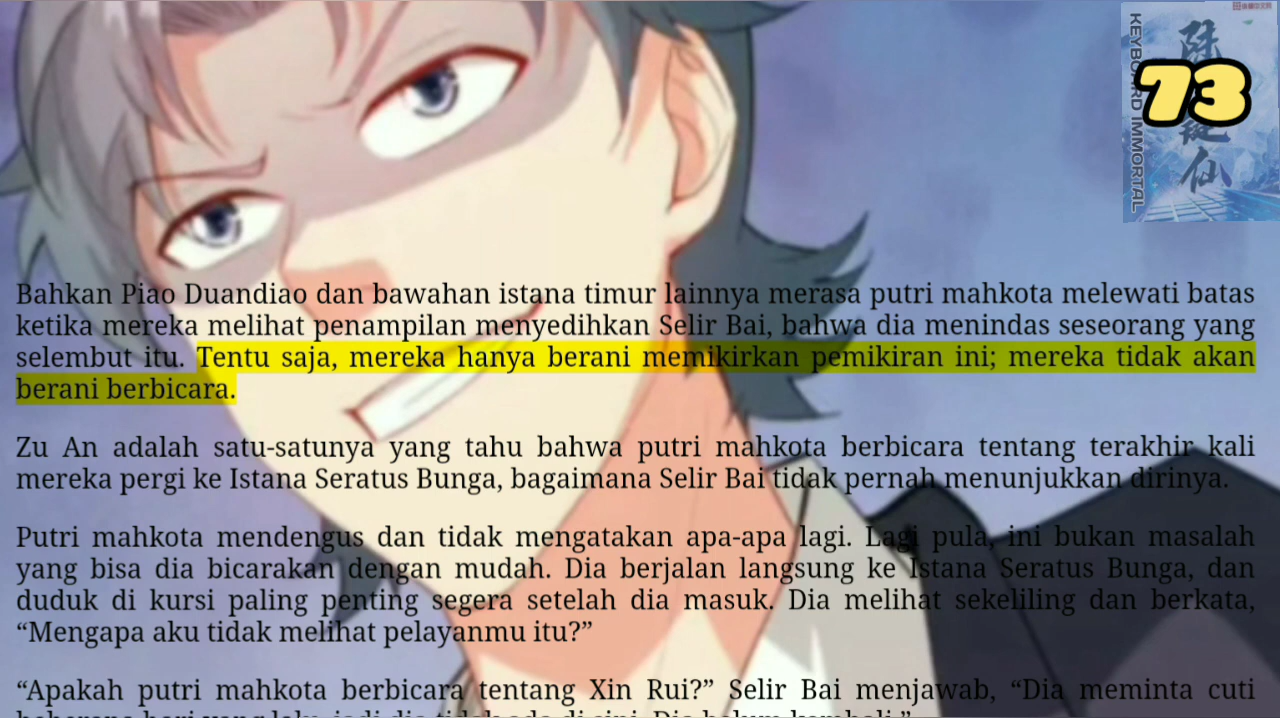 KEYBOARD IMMORTAL
73
Bahkan Piao Duandiao dan bawahan istana timur lainnya merasa putri mahkota melewati batas
ketika mereka melihat penampilan menyedihkan Selir Bai, bahwa dia menindas seseorang yang
selembut itu. Tentu saja, mereka hanya berani memikirkan pemikiran ini; mereka tidak akan
berani berbicara.
Zu An adalah satu-satunya yang tahu bahwa putri mahkota berbicara tentang terakhir kali
mereka pergi ke Istana Seratus Bunga, bagaimana Selir Bai tidak pernah menunjukkan dirinya.
Putri mahkota mendengus dan tidak mengatakan apa-apa lagi. Lagi pula, ini bukan masalah
yang bisa dia bicarakan dengan mudah. Dia berjalan langsung ke Istana Seratus Bunga, dan
duduk di kursi paling penting segera setelah dia masuk. Dia melihat sekeliling dan berkata,
“Mengapa aku tidak melihat pelayanmu itu?”
“Apakah putri mahkota berbicara tentang Xin Rui?” Selir Bai menjawab, “Dia meminta cuti